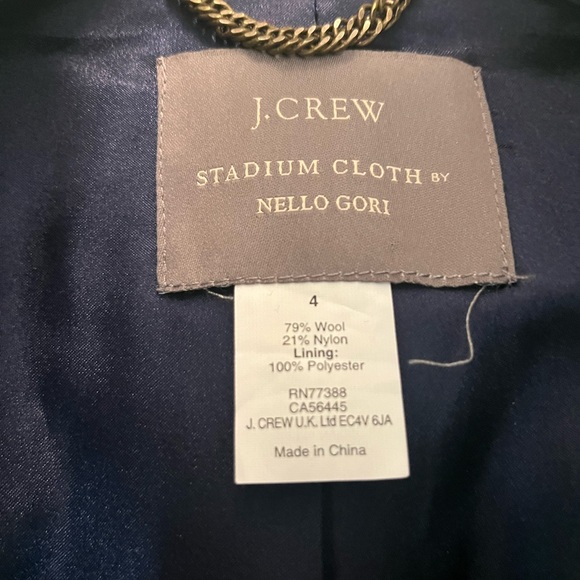 J.CREW
STADIUM CLOTH BY
NELLO GORI
4
79% Wool
21% Nylon
Lining:
100% Polyester
RN77388
CA56445
J. CREW U.K. Ltd EC4V 6JA
Made in China